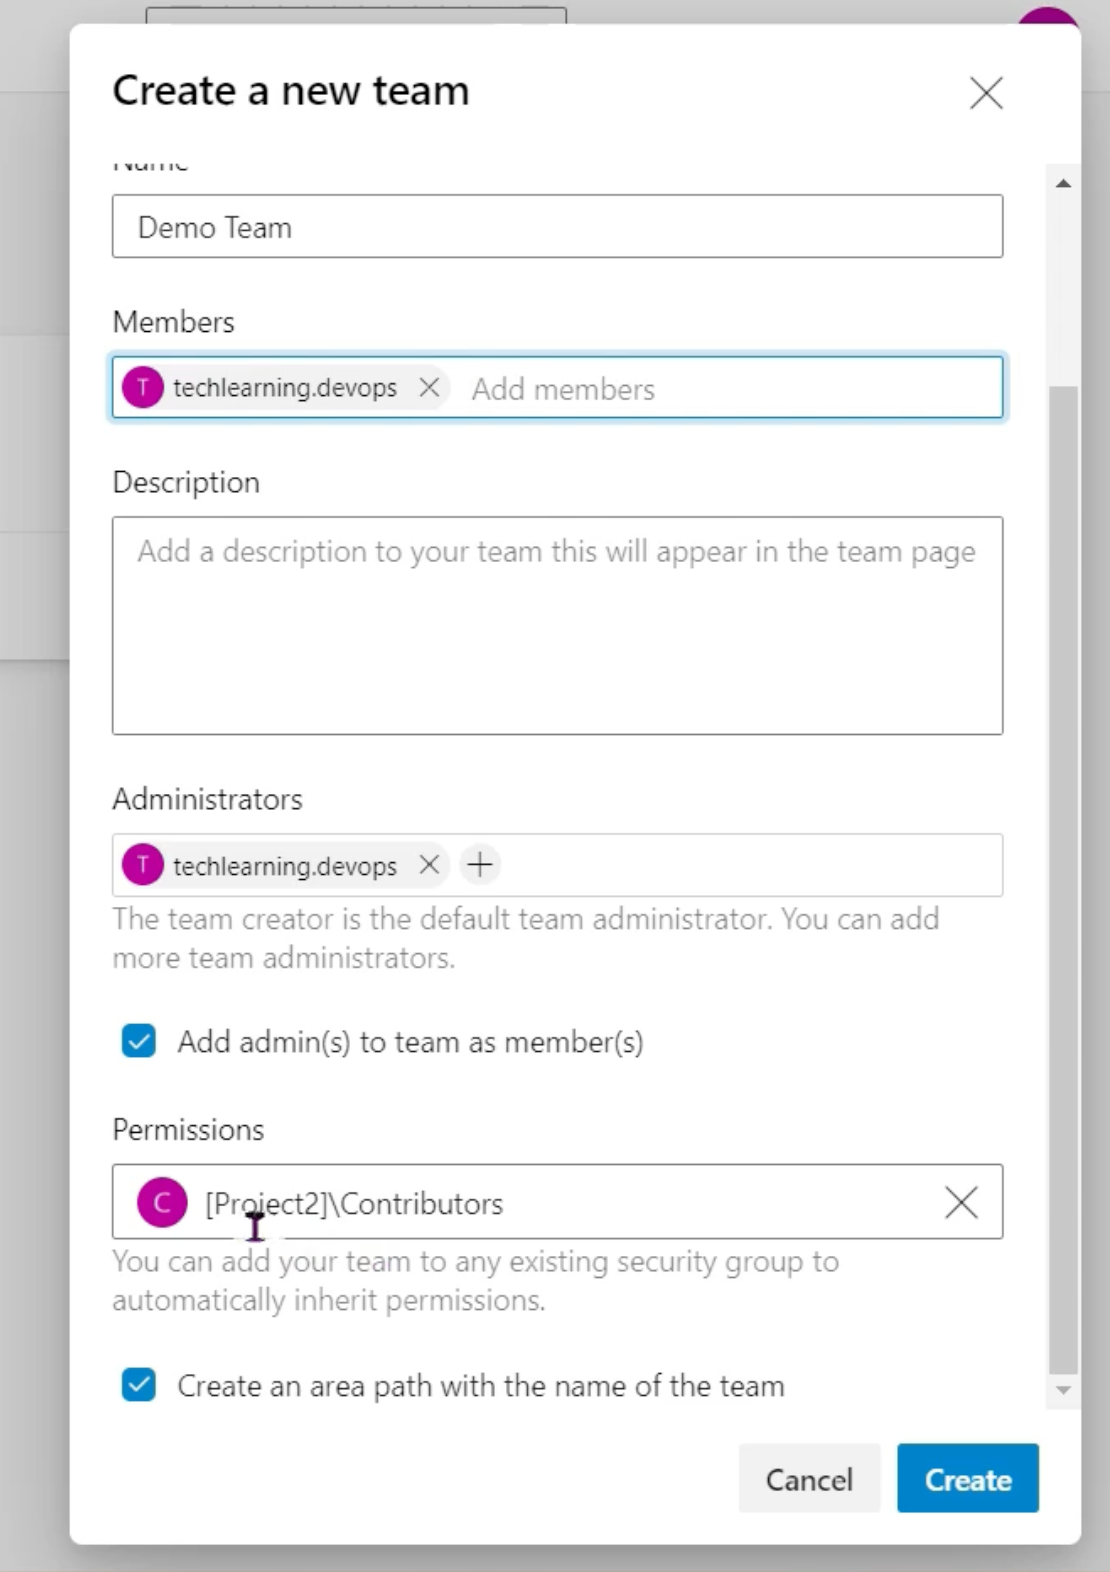 Create a new team
Name
Demo Team
Members
T techlearning.devops Add members
Description
Add a description to your team this will appear in the team page
Administrators
T techlearning.devops
The team creator is the default team administrator. You can add
more team administrators.
Add admin(s) to team as member(s)
Permissions
C [Project2]\Contributors
You can add your team to any existing security group to
automatically inherit permissions.
Create an area path with the name of the team
Cancel Create